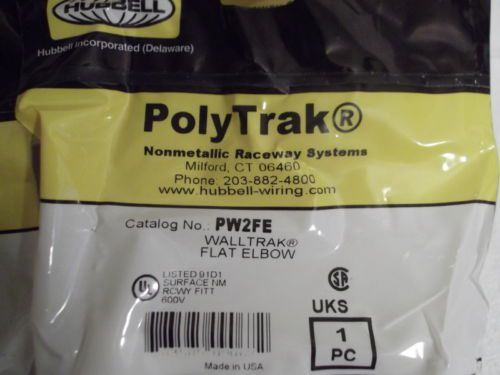 HUBBELL
Hubbell Incorporated (Delaware)
PolyTrak®
Nonmetallic Raceway Systems
Milford, CT 06460
Phone: 203-882-4800
www.hubbell-wiring.com
Catalog No.: PW2FE
WALLTRAK®
FLAT ELBOW
UL
LISTED 91D1
SURFACE NM
RCWY FITT
600V
SA
UKS
1
PC
Made in USA